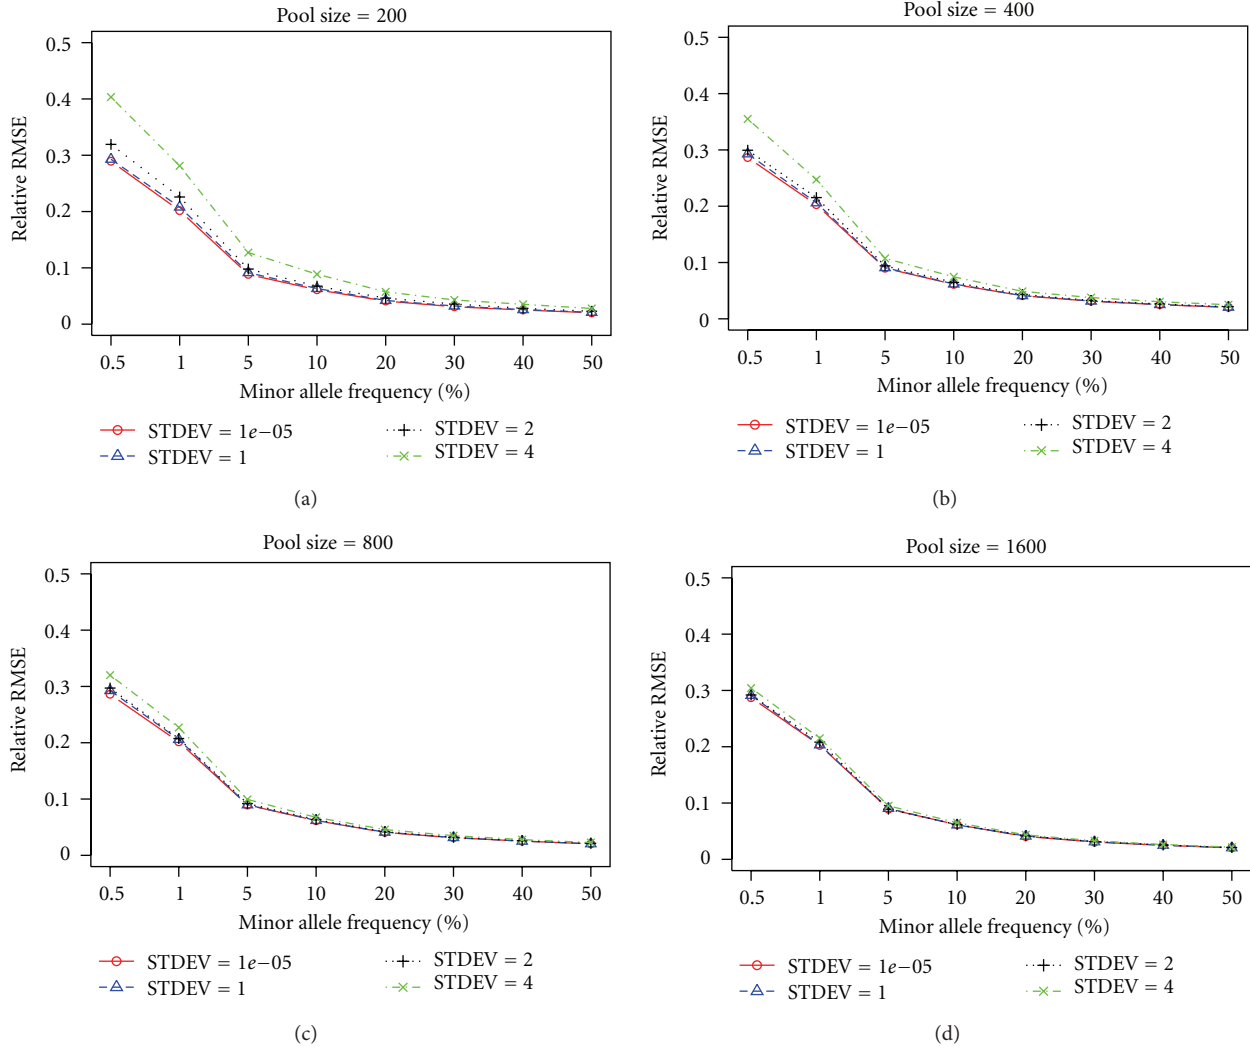 Pool size = 200
0.5
0.4
0.3
0.2
0.1
0
Relative RMSE
0.5 1 5 10 20 30 40 50
Minor allele frequency (%)
STDEV = 1e−05
STDEV = 1
STDEV = 2
STDEV = 4
(a)
Pool size = 400
0.5
0.4
0.3
0.2
0.1
0
Relative RMSE
0.5 1 5 10 20 30 40 50
Minor allele frequency (%)
STDEV = 1e−05
STDEV = 1
STDEV = 2
STDEV = 4
(b)
Pool size = 800
0.5
0.4
0.3
0.2
0.1
0
Relative RMSE
0.5 1 5 10 20 30 40 50
Minor allele frequency (%)
STDEV = 1e−05
STDEV = 1
STDEV = 2
STDEV = 4
(c)
Pool size = 1600
0.5
0.4
0.3
0.2
0.1
0
Relative RMSE
0.5 1 5 10 20 30 40 50
Minor allele frequency (%)
STDEV = 1e−05
STDEV = 1
STDEV = 2
STDEV = 4
(d)